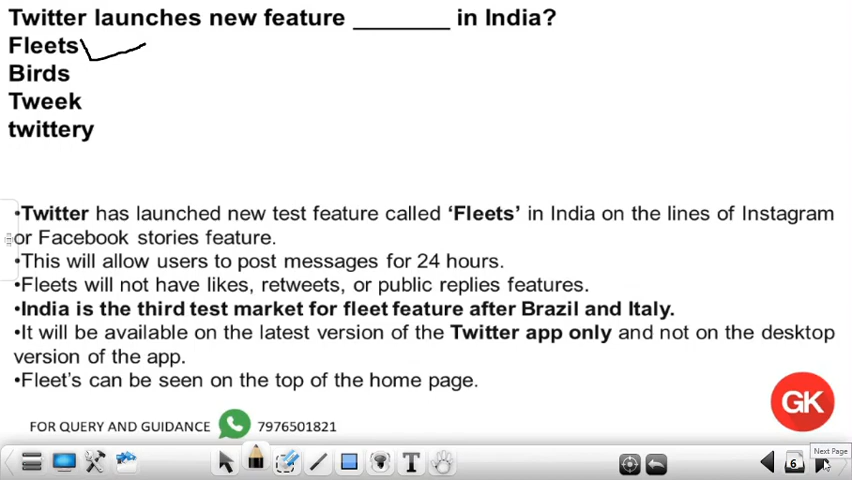 Twitter launches new feature ________ in India?
Fleets
Birds
Tweek
twittery
•Twitter has launched new test feature called ‘Fleets’ in India on the lines of Instagram
or Facebook stories feature.
•This will allow users to post messages for 24 hours.
•Fleets will not have likes, retweets, or public replies features.
•India is the third test market for fleet feature after Brazil and Italy.
•It will be available on the latest version of the Twitter app only and not on the desktop
version of the app.
•Fleet’s can be seen on the top of the home page.
GK
FOR QUERY AND GUIDANCE 7976501821
Next Page
T
6